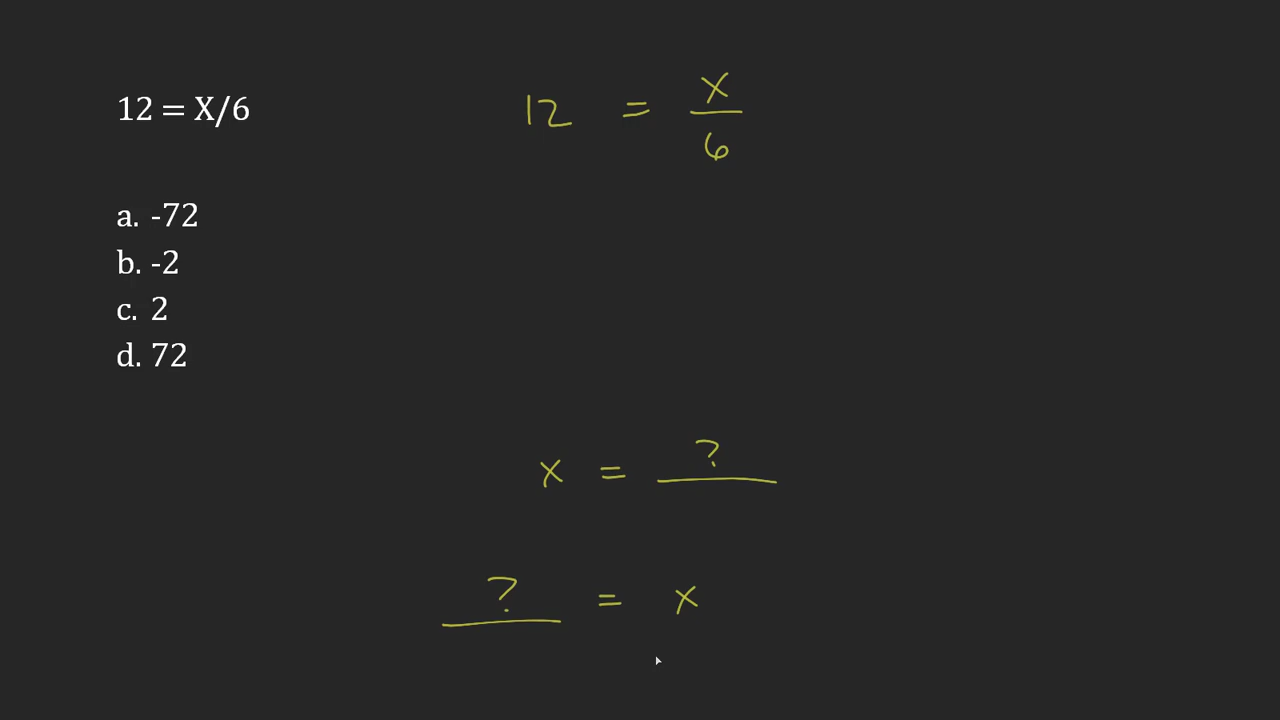 12 = X/6
12 = x/6
a. -72
b. -2
c. 2
d. 72
x = ?
? = x